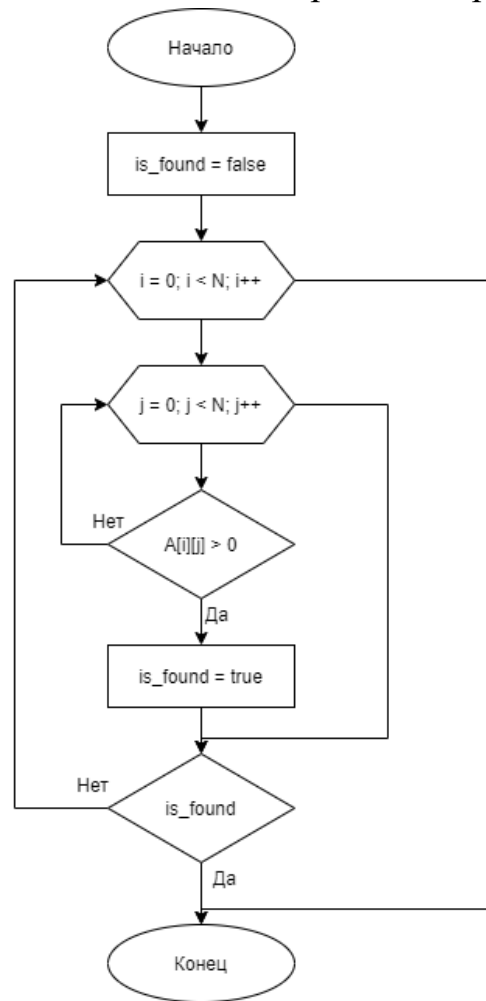 Начало
is_found = false
i = 0; i < N; i++
j = 0; j < N; j++
Нет
A[i][j] > 0
Да
is_found = true
Нет
is_found
Да
Конец